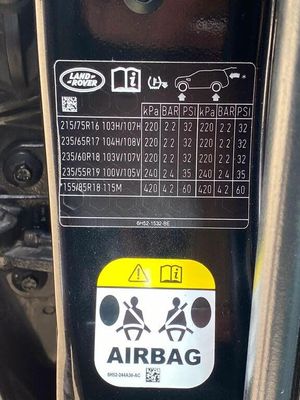 LAND
ROVER
kPa BAR PSI kPa BAR PSI
215/75R16 103H/107H 220 2.2 32 220 2.2 32
235/65R17 104H/108V 220 2.2 32 220 2.2 32
235/60R18 103V/107V 220 2.2 32 220 2.2 32
235/55R19 100V/105V 240 2.4 35 240 2.4 35
*155/85R18 115M 420 4.2 60 420 4.2 60
6H52-1532-BE
AIRBAG
6H52-044A36-AC